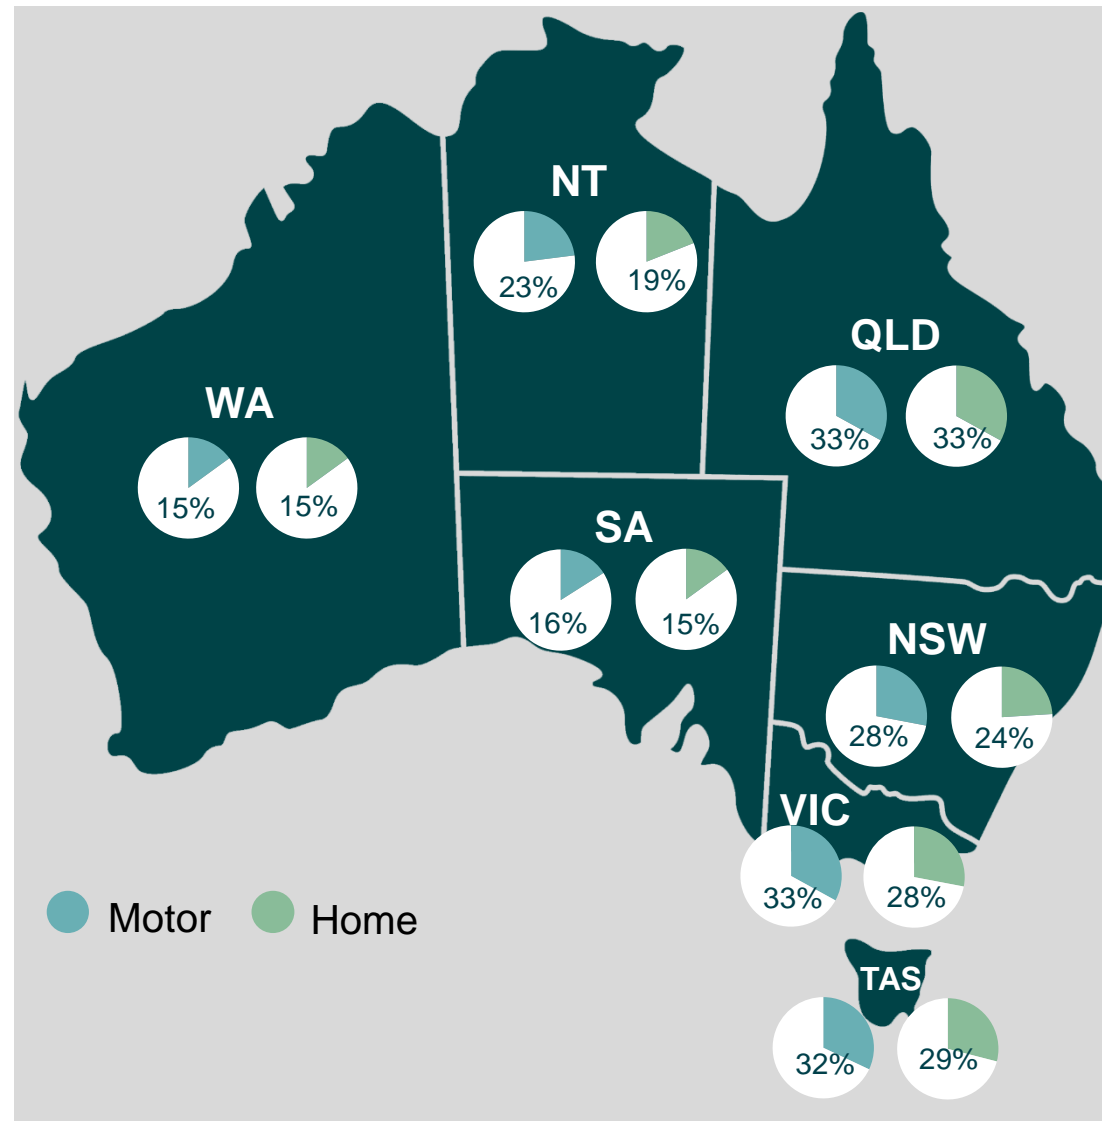 NT
23%
19%
QLD
33%
33%
WA
15%
15%
SA
16%
15%
NSW
28%
24%
VIC
33%
28%
Motor
Home
TAS
32%
29%